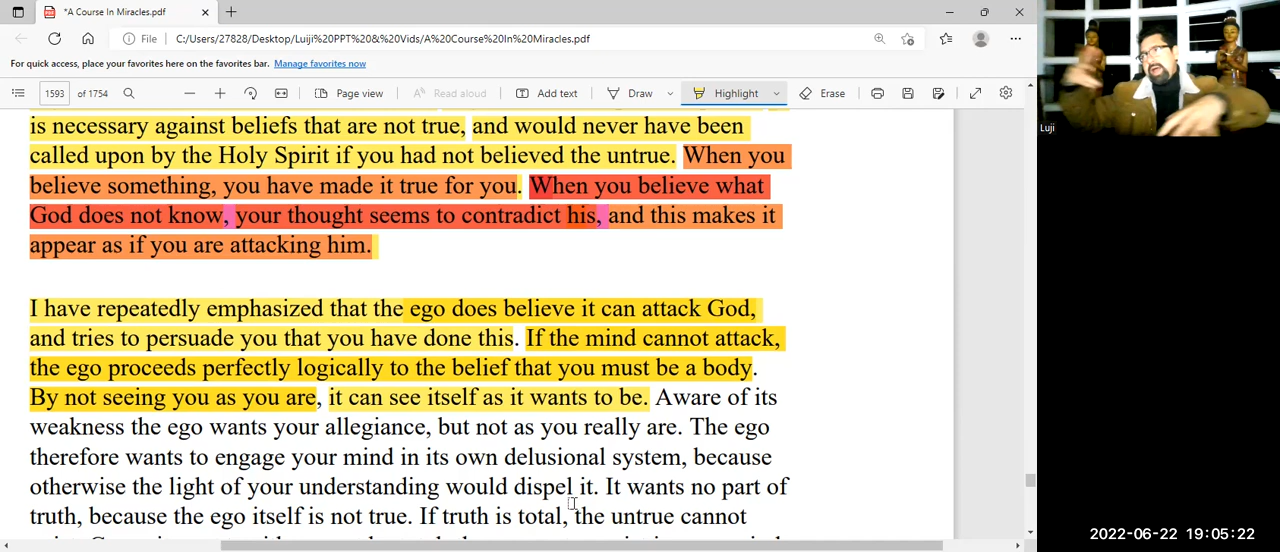 *A Course In Miracles.pdf
File C:/Users/27828/Desktop/Luiji%20PPT%20&%20Vids/A%20Course%20In%20Miracles.pdf
For quick access, place your favorites here on the favorites bar. Manage favorites now
1593 of 1754 Page view Read aloud Add text Draw Highlight Erase
is necessary against beliefs that are not true, and would never have been
called upon by the Holy Spirit if you had not believed the untrue. When you
believe something, you have made it true for you. When you believe what
God does not know, your thought seems to contradict his, and this makes it
appear as if you are attacking him.
I have repeatedly emphasized that the ego does believe it can attack God,
and tries to persuade you that you have done this. If the mind cannot attack,
the ego proceeds perfectly logically to the belief that you must be a body.
By not seeing you as you are, it can see itself as it wants to be. Aware of its
weakness the ego wants your allegiance, but not as you really are. The ego
therefore wants to engage your mind in its own delusional system, because
otherwise the light of your understanding would dispel it. It wants no part of
truth, because the ego itself is not true. If truth is total, the untrue cannot
Luji
2022-06-22 19:05:22